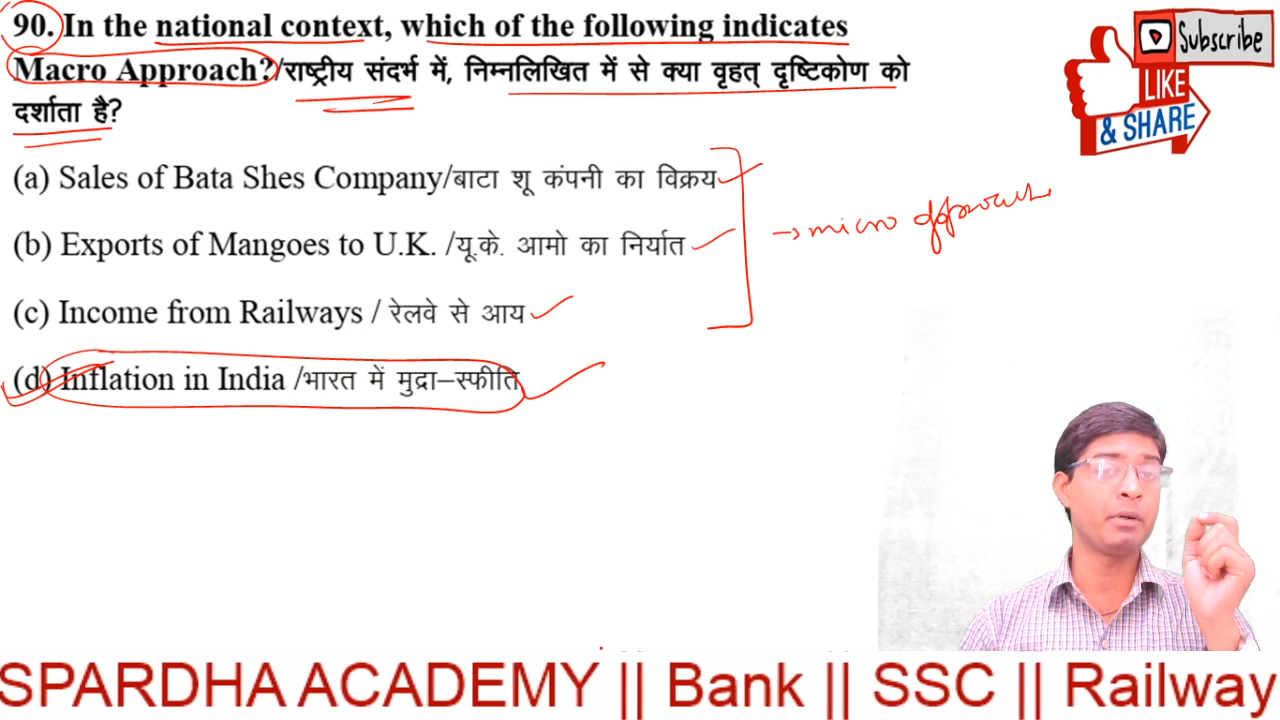 90. In the national context, which of the following indicates
Macro Approach?/राष्ट्रीय संदर्भ में, निम्नलिखित में से क्या वृहत् दृष्टिकोण को
दर्शाता है?
(a) Sales of Bata Shes Company/बाटा शू कंपनी का विक्रय
(b) Exports of Mangoes to U.K. /यू.के. आमो का निर्यात
(c) Income from Railways / रेलवे से आय
(d) Inflation in India /भारत में मुद्रा–स्फीति
→ micro approach
Subscribe
LIKE
& SHARE
SPARDHA ACADEMY || Bank || SSC || Railway